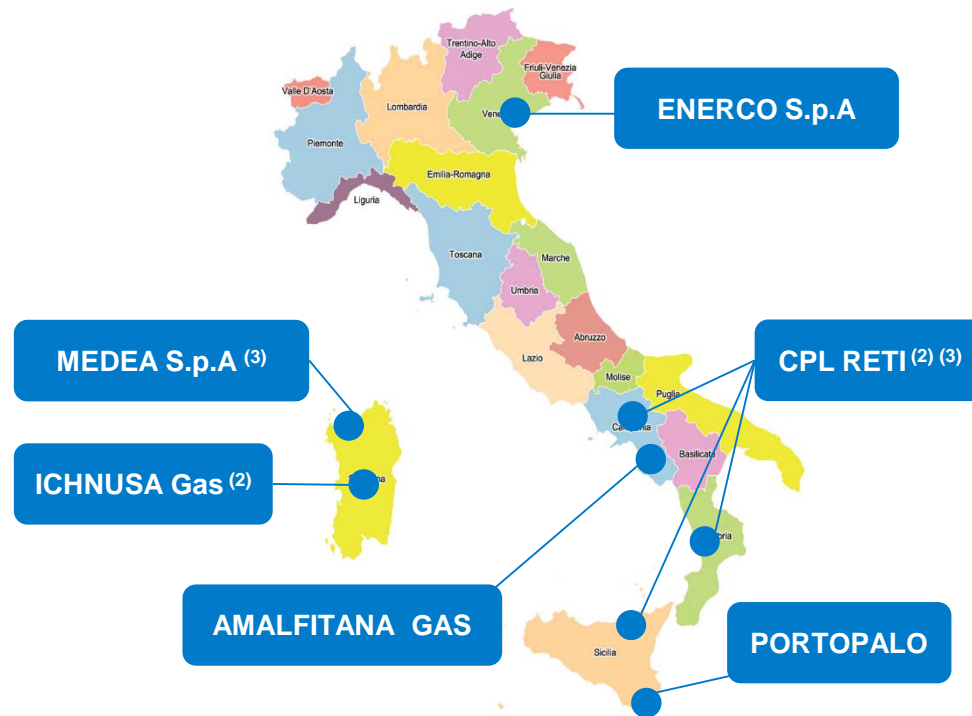 Trentino-Alto
Adige
Friuli-Venezia
Giulia
Valle D'Aosta
Lombardia
ENERCO S.p.A
Piemonte
Emilia-Romagna
Liguria
Toscana
Marche
Umbria
Abruzzo
Lazio
MEDEA S.p.A (3)
CPL RETI (2) (3)
Molise
Puglia
Basilicata
ICHNUSA Gas (2)
AMALFITANA GAS
PORTOPALO
Sicilia